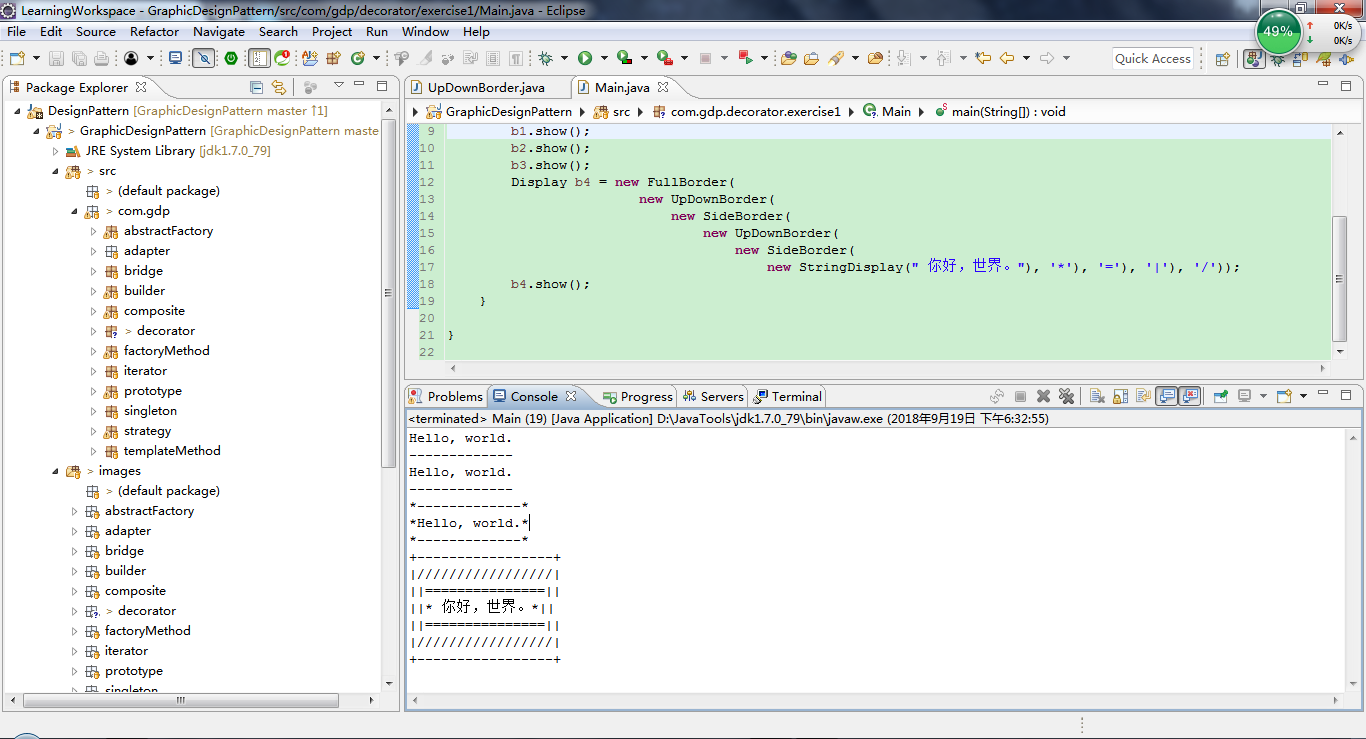 LearningWorkspace - GraphicDesignPattern/src/com/gdp/decorator/exercise1/Main.java - Eclipse
File Edit Source Refactor Navigate Search Project Run Window Help
49%
0K/s
0K/s
Quick Access
Package Explorer
DesignPattern [GraphicDesignPattern master ↑1]
> GraphicDesignPattern [GraphicDesignPattern maste
JRE System Library [jdk1.7.0_79]
> src
> (default package)
> com.gdp
abstractFactory
adapter
bridge
builder
composite
> decorator
factoryMethod
iterator
prototype
singleton
strategy
templateMethod
> images
> (default package)
abstractFactory
adapter
bridge
builder
composite
> decorator
factoryMethod
iterator
prototype
singleton
UpDownBorder.java Main.java
GraphicDesignPattern src com.gdp.decorator.exercise1 Main main(String[]) : void
9 b1.show();
10 b2.show();
11 b3.show();
12 Display b4 = new FullBorder(
13 new UpDownBorder(
14 new SideBorder(
15 new UpDownBorder(
16 new SideBorder(
17 new StringDisplay(" 你好，世界。"), '*'), '='), '|'), '/'));
18 b4.show();
19 }
20
21 }
22
Problems Console Progress Servers Terminal
<terminated> Main (19) [Java Application] D:\JavaTools\jdk1.7.0_79\bin\javaw.exe (2018年9月19日 下午6:32:55)
Hello, world.
-------------
Hello, world.
-------------
*-------------*
*Hello, world.*
*-------------*
+-----------------+
|/////////////////|
||===============||
||* 你好，世界。*||
||===============||
|/////////////////|
+-----------------+